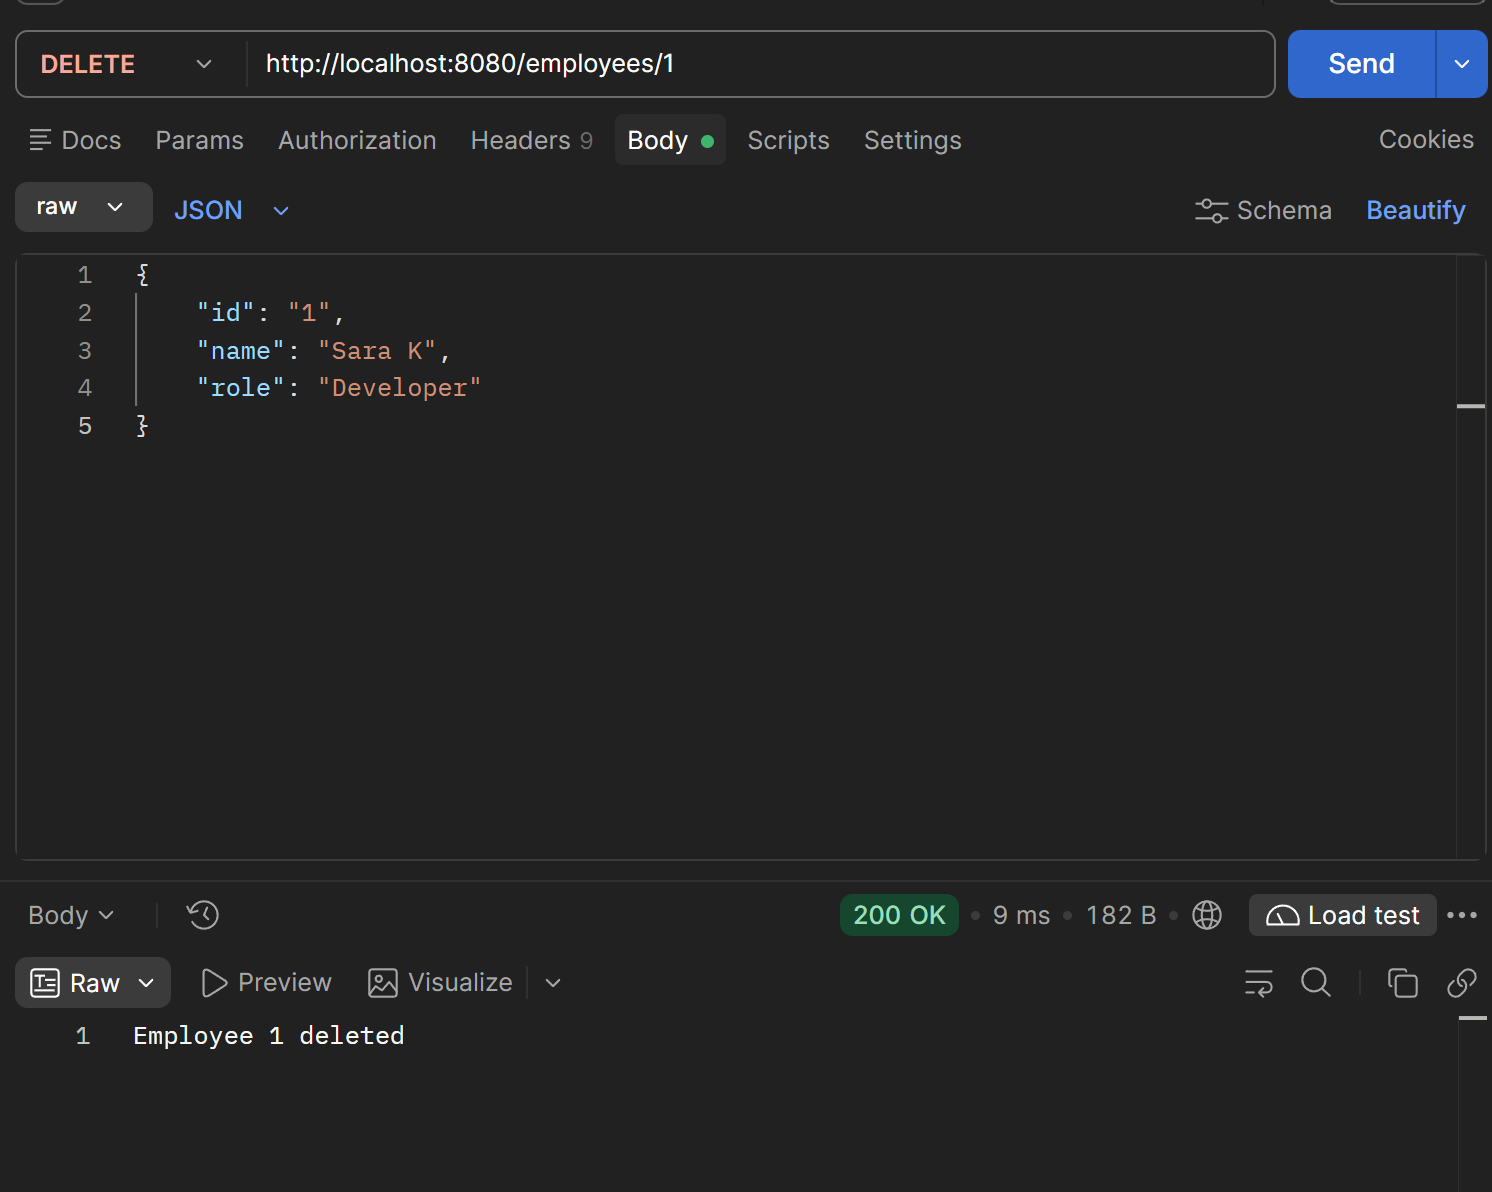 DELETE http://localhost:8080/employees/1 Send
Docs Params Authorization Headers 9 Body Scripts Settings Cookies
raw JSON Schema Beautify
1 {
2 "id": "1",
3 "name": "Sara K",
4 "role": "Developer"
5 }
Body 200 OK 9 ms 182 B Load test
Raw Preview Visualize
1 Employee 1 deleted